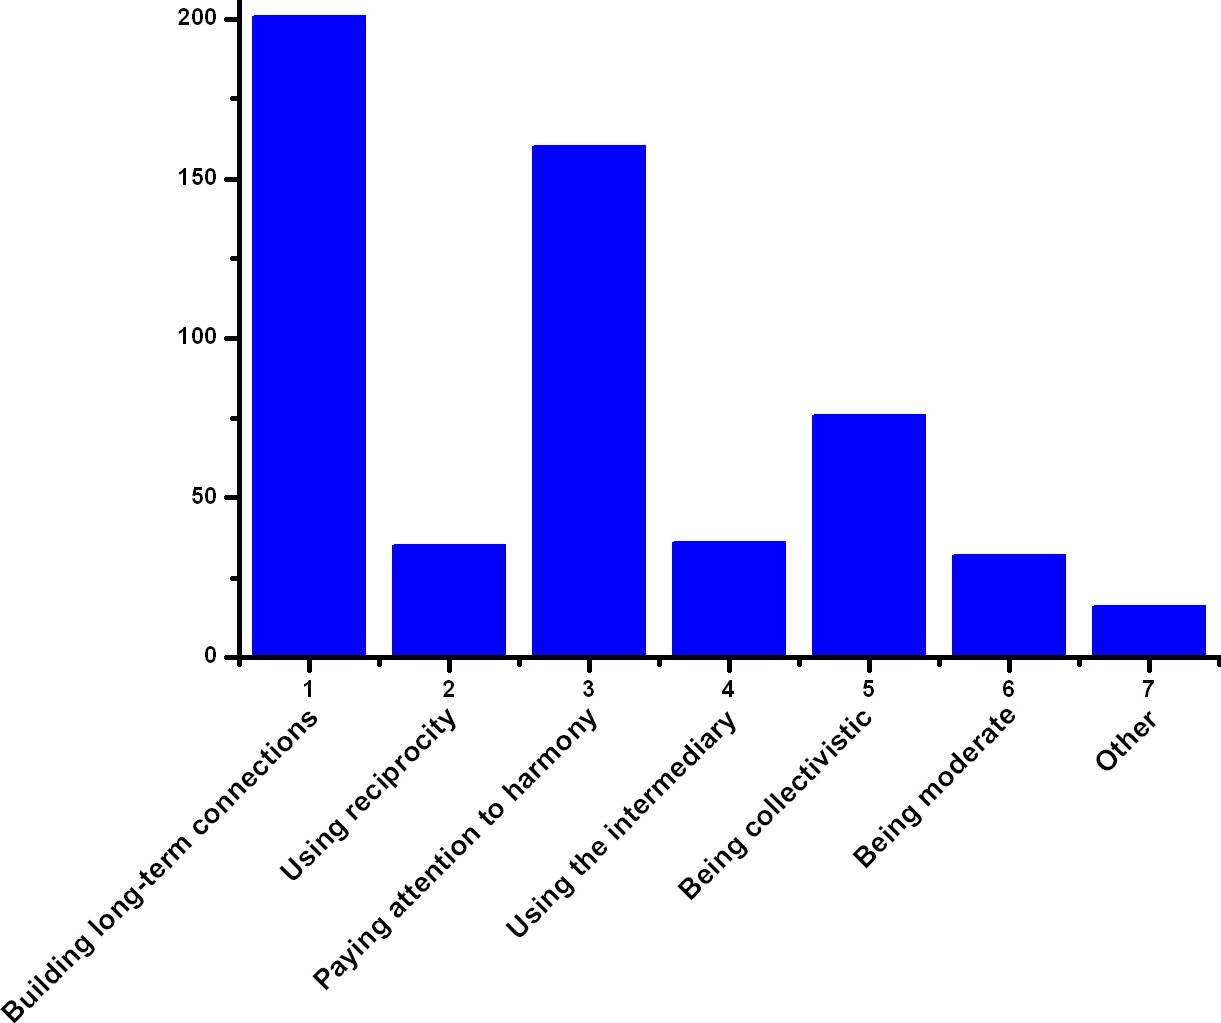 200
150
100
50
0
1
2
3
4
5
6
7
Building long-term connections
Using reciprocity
Paying attention to harmony
Using the intermediary
Being collectivistic
Being moderate
Other